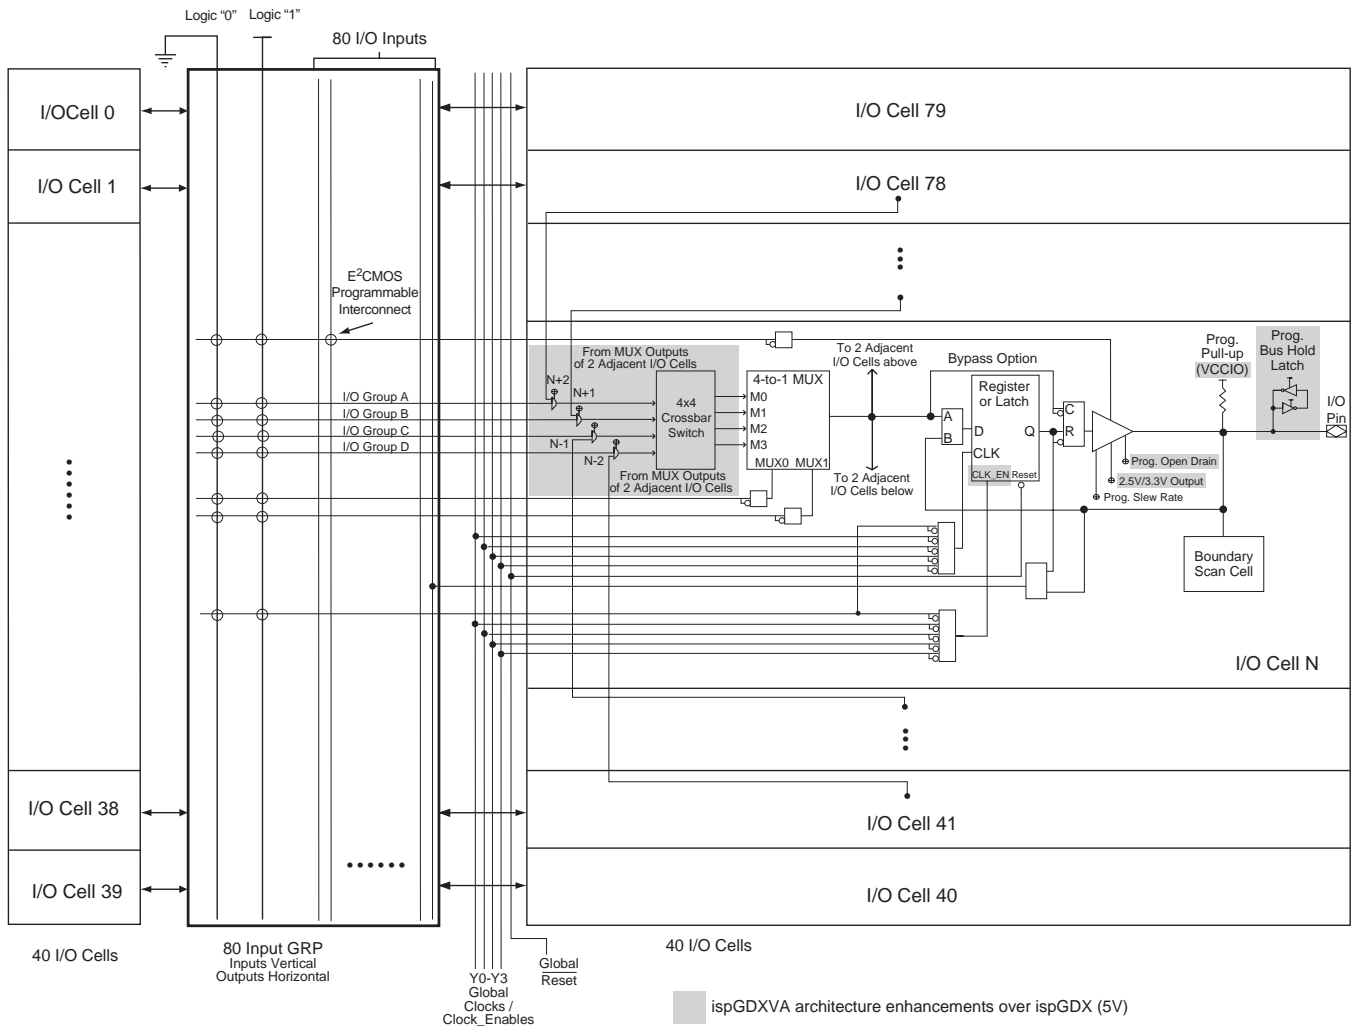 Logic “0”
Logic “1”
80 I/O Inputs
I/OCell 0
I/O Cell 1
I/O Cell 38
I/O Cell 39
40 I/O Cells
E2CMOS
Programmable
Interconnect
I/O Group A
I/O Group B
I/O Group C
I/O Group D
80 Input GRP
Inputs Vertical
Outputs Horizontal
Y0-Y3
Global
Clocks /
Clock_Enables
Global
Reset
I/O Cell 79
I/O Cell 78
From MUX Outputs
of 2 Adjacent I/O Cells
N+2
N+1
N-1
N-2
4x4
Crossbar
Switch
From MUX Outputs
of 2 Adjacent I/O Cells
4-to-1 MUX
M0
M1
M2
M3
MUX0 MUX1
To 2 Adjacent
I/O Cells above
To 2 Adjacent
I/O Cells below
Bypass Option
Register
or Latch
A
B
D
Q
CLK
CLK_EN
Reset
C
R
Prog. Open Drain
2.5V/3.3V Output
Prog. Slew Rate
Prog.
Pull-up
(VCCIO)
Prog.
Bus Hold
Latch
I/O
Pin
Boundary
Scan Cell
I/O Cell N
I/O Cell 41
I/O Cell 40
40 I/O Cells
ispGDXVA architecture enhancements over ispGDX (5V)